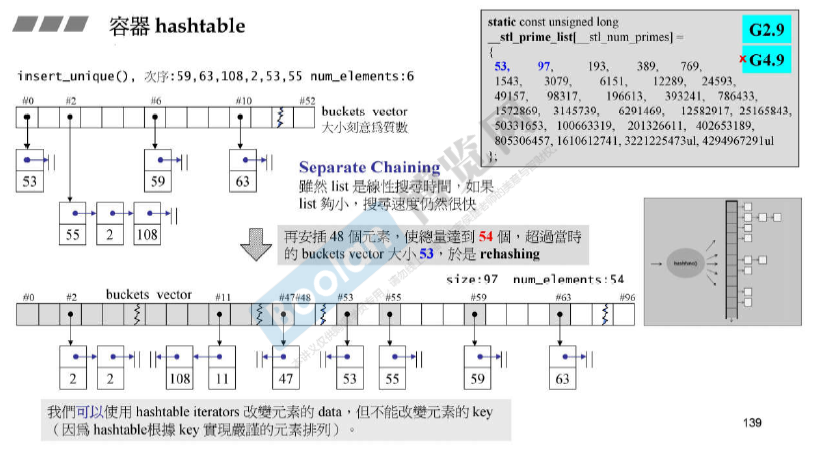 容器 hashtable
static const unsigned long
__stl_prime_list[__stl_num_primes] =
{
53, 97, 193, 389, 769,
1543, 3079, 6151, 12289, 24593,
49157, 98317, 196613, 393241, 786433,
1572869, 3145739, 6291469, 12582917, 25165843,
50331653, 100663319, 201326611, 402653189,
805306457, 1610612741, 3221225473ul, 4294967291ul
};
G2.9
x G4.9
insert_unique(), 次序:59,63,108,2,53,55 num_elements:6
#0 #2 #6 #10 #52
buckets vector
大小刻意爲質數
53 59 63
55 2 108
Separate Chaining
雖然 list 是線性搜尋時間，如果
list 夠小，搜尋速度仍然很快
再安插 48 個元素，使總量達到 54 個，超過當時
的 buckets vector 大小 53，於是 rehashing
size:97 num_elements:54
buckets vector
#0 #2 #11 #47#48 #53 #55 #59 #63 #96
2 2 108 11 47 53 55 59 63
hashfunc()
我們可以使用 hashtable iterators 改變元素的 data，但不能改變元素的 key
（因爲 hashtable根據 key 實現嚴謹的元素排列）。
139
Boolan